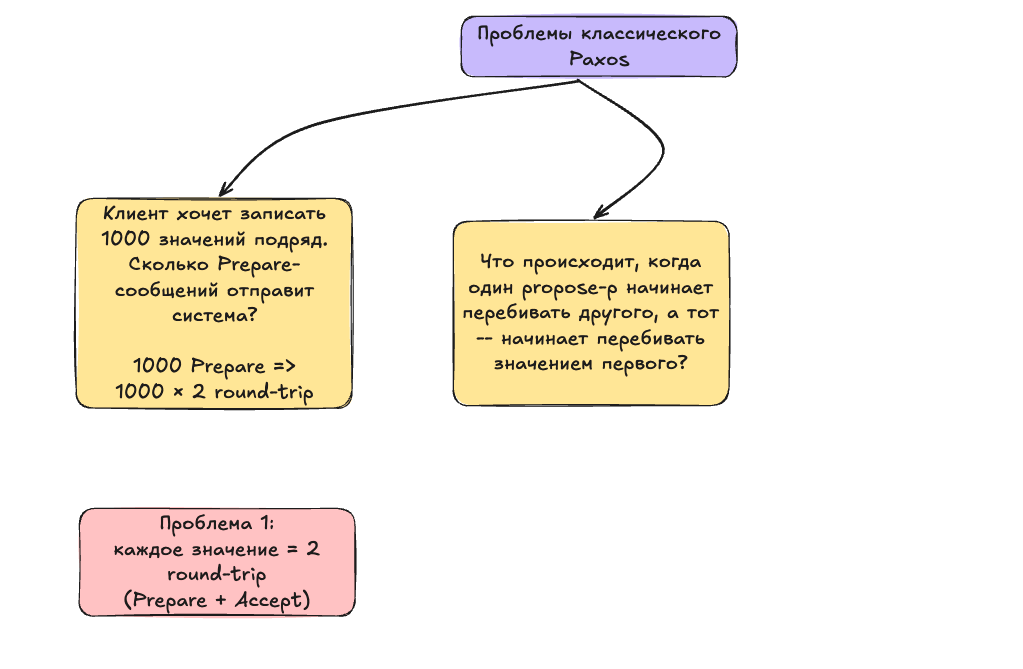 Проблемы классического
Paxos
Клиент хочет записать
1000 значений подряд.
Сколько Prepare-
сообщений отправит
система?
1000 Prepare =>
1000 × 2 round-trip
Что происходит, когда
один propose-р начинает
перебивать другого, а тот
-- начинает перебивать
значением первого?
Проблема 1:
каждое значение = 2
round-trip
(Prepare + Accept)